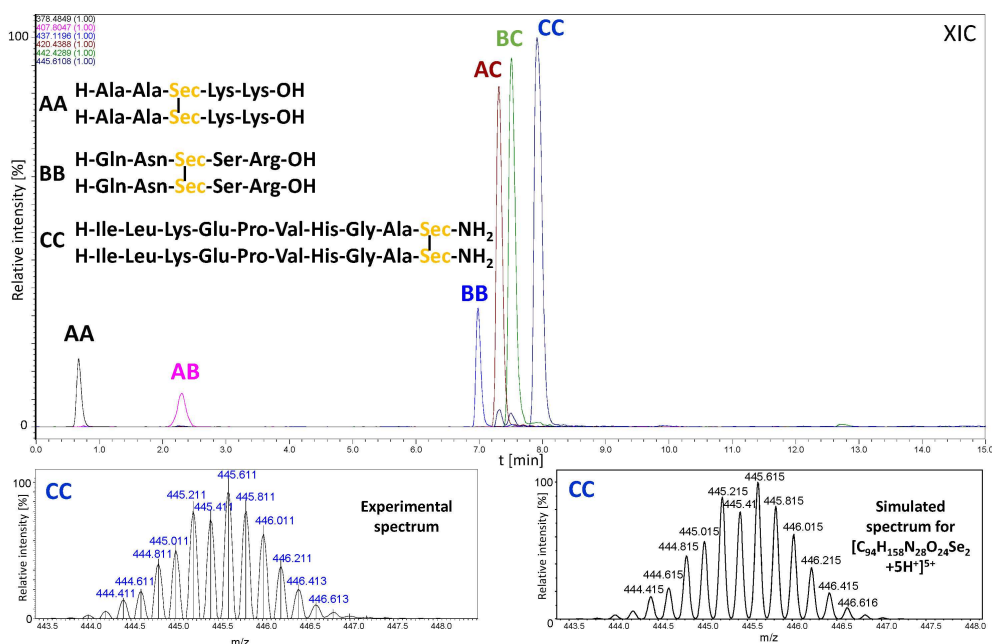 378.4849 (1.00)
407.8047 (1.00)
437.1196 (1.00)
420.4388 (1.00)
442.4289 (1.00)
445.6108 (1.00)
XIC
100
Relative intensity [%]
0
CC
BC
AC
BB
AA
AB
AA
H-Ala-Ala-Sec-Lys-Lys-OH
H-Ala-Ala-Sec-Lys-Lys-OH
BB
H-Gln-Asn-Sec-Ser-Arg-OH
H-Gln-Asn-Sec-Ser-Arg-OH
CC
H-Ile-Leu-Lys-Glu-Pro-Val-His-Gly-Ala-Sec-NH2
H-Ile-Leu-Lys-Glu-Pro-Val-His-Gly-Ala-Sec-NH2
0.0 1.0 2.0 3.0 4.0 5.0 6.0 7.0 8.0 9.0 10.0 11.0 12.0 13.0 14.0 15.0
t [min]
CC
Experimental
spectrum
100
Relative intensity [%]
0
444.411
444.611
444.811
445.011
445.211
445.411
445.611
445.811
446.011
446.211
446.413
446.613
443.5 444.0 444.5 445.0 445.5 446.0 446.5 447.0 447.5 448.0
m/z
CC
Simulated
spectrum for
[C94H158N28O24Se2
+5H+]5+
100
Relative intensity [%]
0
444.415
444.615
444.815
445.015
445.215
445.41
445.615
445.815
446.015
446.215
446.415
446.616
443.5 444.0 444.5 445.0 445.5 446.0 446.5 447.0 447.5 448.0
m/z